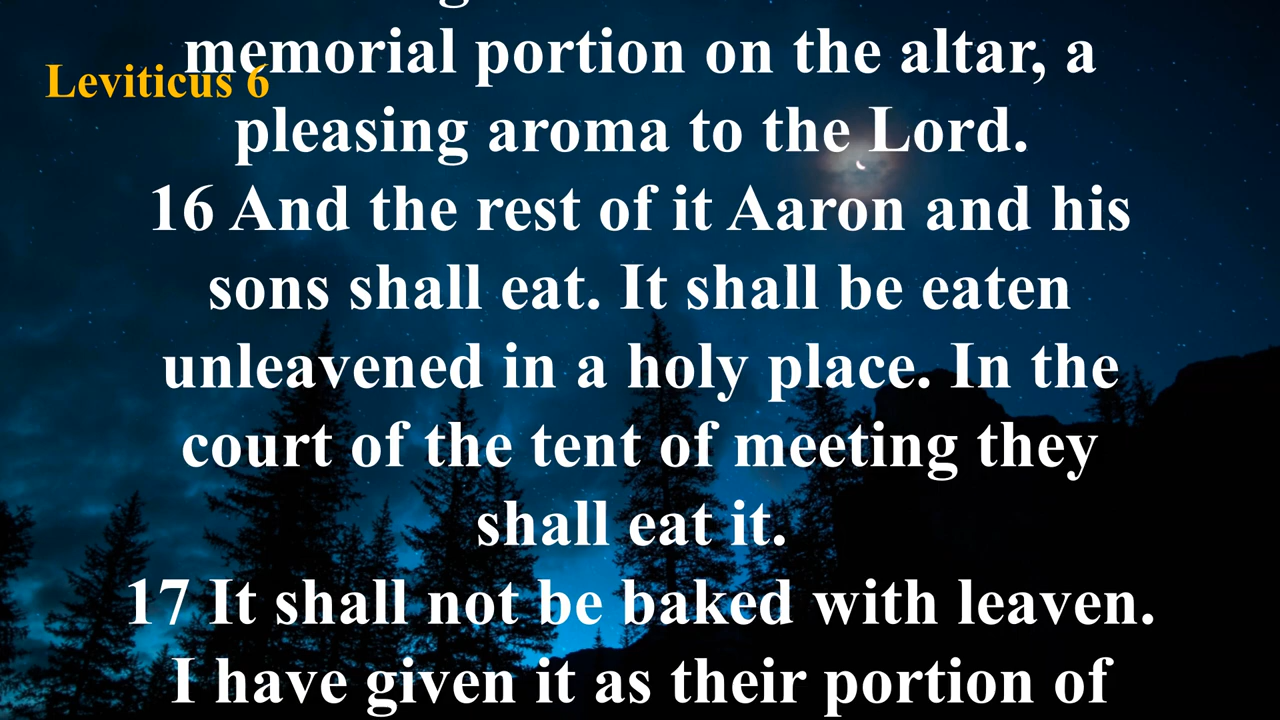 memorial portion on the altar, a
Leviticus 6
pleasing aroma to the Lord.
16 And the rest of it Aaron and his
sons shall eat. It shall be eaten
unleavened in a holy place. In the
court of the tent of meeting they
shall eat it.
17 It shall not be baked with leaven.
I have given it as their portion of